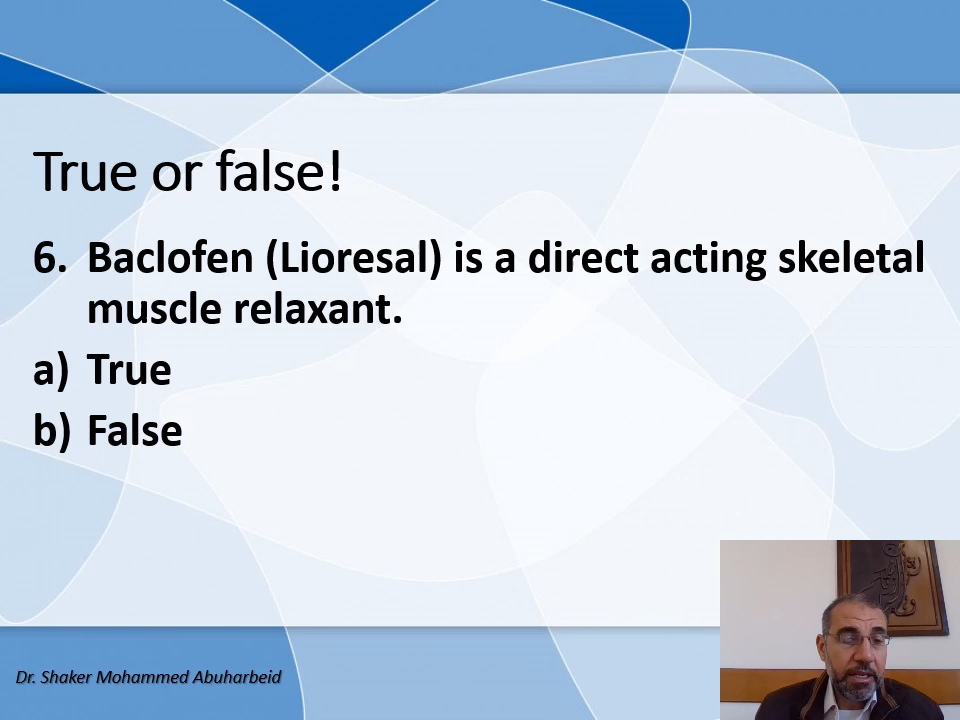 True or false!
6. Baclofen (Lioresal) is a direct acting skeletal
muscle relaxant.
a) True
b) False
Dr. Shaker Mohammed Abuharbeid